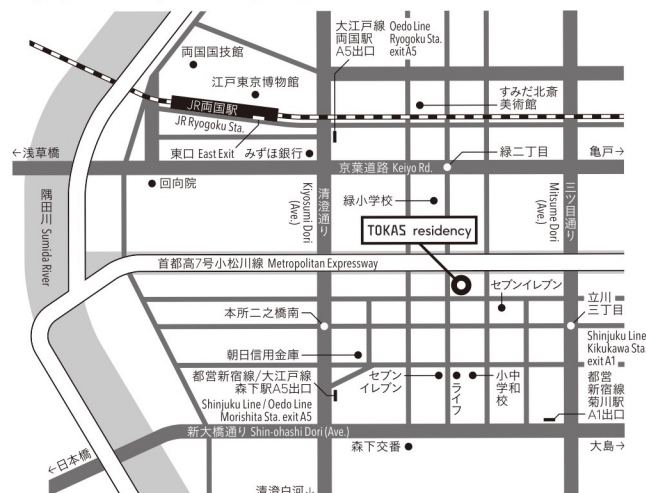 大江戸線
両国駅
A5出口
Oedo Line
Ryogoku Sta.
exit A5
両国国技館
江戸東京博物館
すみだ北斎
美術館
JR両国駅
JR Ryogoku Sta.
←浅草橋
東口 East Exit
みずほ銀行
緑二丁目
亀戸→
京葉道路 Keiyo Rd.
回向院
隅田川 Sumida River
清澄通り
Kiyosumi Dori
(Ave.)
緑小学校
三ツ目通り
Mitsume Dori
(Ave.)
TOKAS residency
首都高7号小松川線 Metropolitan Expressway
セブンイレブン
立川
三丁目
本所二之橋南
Shinjuku Line
Kikukawa Sta.
exit A1
朝日信用金庫
都営新宿線/大江戸線
森下駅A5出口
Shinjuku Line / Oedo Line
Morishita Sta. exit A5
セブン
イレブン
ライフ
小中
学和
校
都営
新宿線
菊川駅
A1出口
新大橋通り Shin-ohashi Dori (Ave.)
←日本橋
森下交番
大島→
清澄白河↓